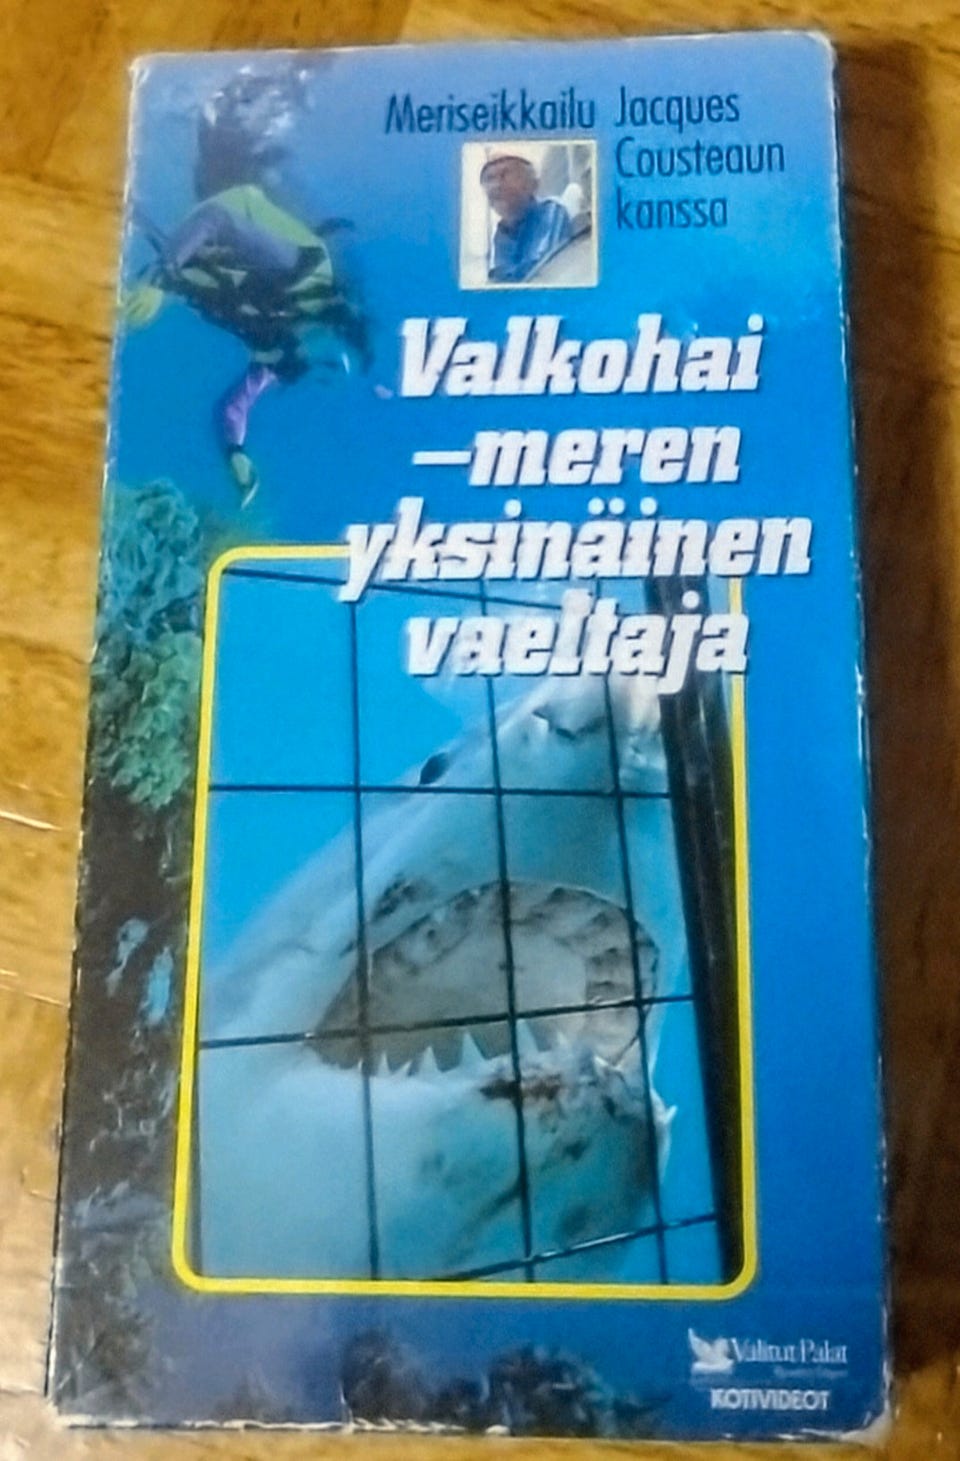 Meriseikkailu Jacques
Cousteaun
kanssa
Valkohai
–meren
yksinäinen
vaeltaja
Valitut Palat
KOTIVIDEOT